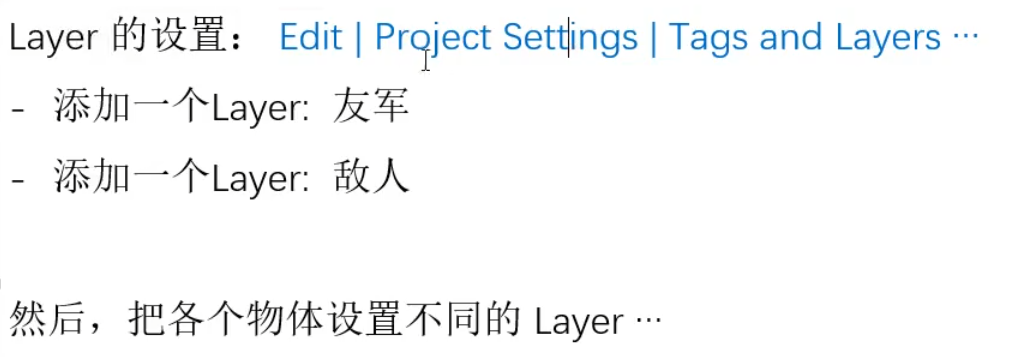 Layer 的设置： Edit | Project Settings | Tags and Layers …
- 添加一个Layer: 友军
- 添加一个Layer: 敌人
然后，把各个物体设置不同的 Layer …